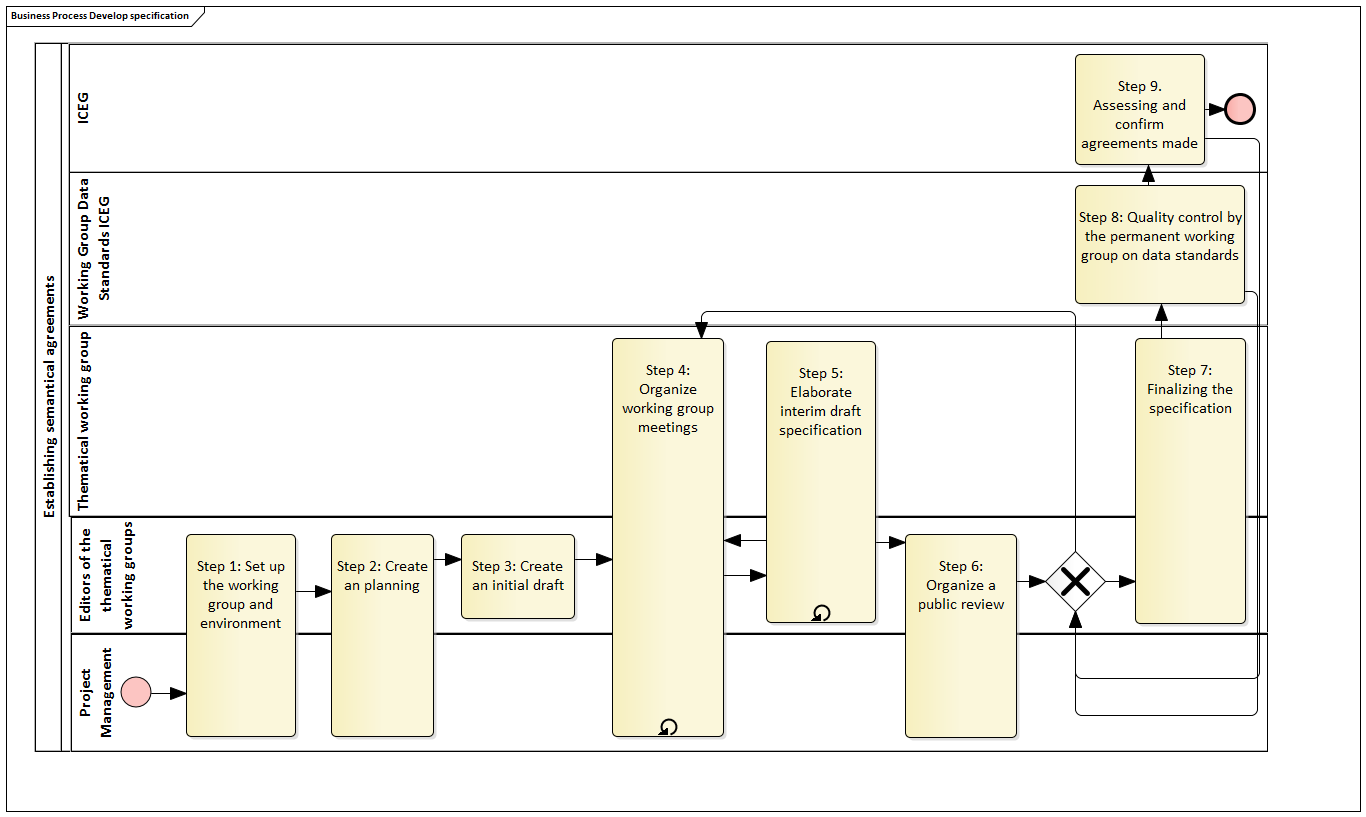 Business Process Develop specification
Establishing semantical agreements
ICEG
Step 9.
Assessing and
confirm
agreements made
Working Group Data
Standards ICEG
Step 8: Quality control by
the permanent working
group on data standards
Thematical working group
Step 4:
Organize
working group
meetings
Step 5:
Elaborate
interim draft
specification
Step 7:
Finalizing the
specification
Editors of the
thematical
working groups
Step 1: Set up
the working
group and
environment
Step 2: Create
an planning
Step 3: Create
an initial draft
Step 6:
Organize a
public review
Project
Management